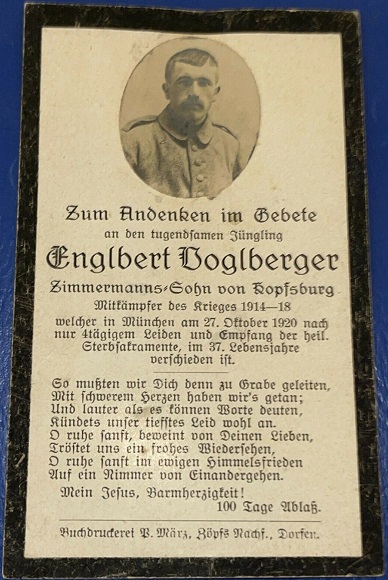 Zum Andenken im Gebete
an den tugendsamen Jüngling
Englbert Voglberger
Zimmermanns-Sohn von Kopfsburg
Mitkämpfer des Krieges 1914—18
welcher in München am 27. Oktober 1920 nach
nur 4tägigem Leiden und Empfang der heil.
Sterbsakramente, im 37. Lebensjahre
verschieden ist.
So mußten wir Dich denn zu Grabe geleiten,
Mit schwerem Herzen haben wir's getan;
Und lauter als es können Worte deuten,
Kündets unser tiefstes Leid wohl an.
O ruhe sanft, beweint von Deinen Lieben,
Tröstet uns ein frohes Wiedersehen,
O ruhe sanft im ewigen Himmelsfrieden
Auf ein Nimmer von Einandergehen.
Mein Jesus, Barmherzigkeit!
100 Tage Ablaß.
Buchdruckerei P. März, Zöpfs Nachf., Dorfen.